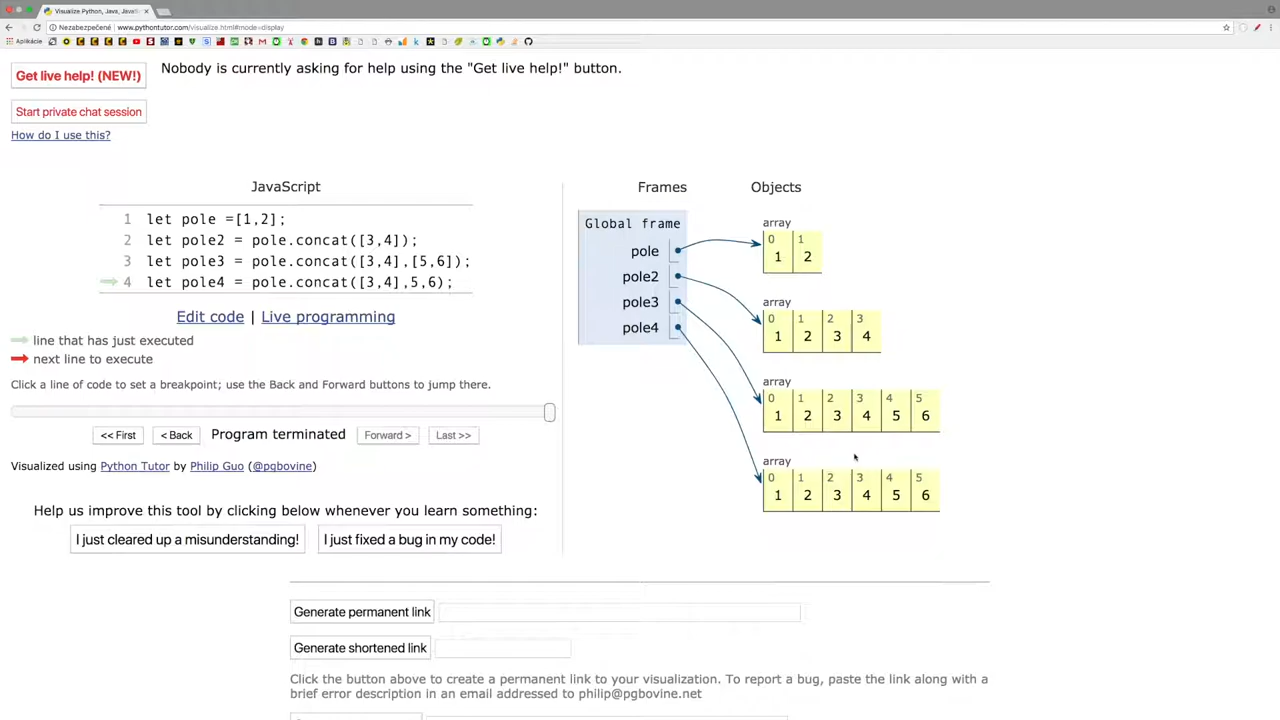 Visualize Python, Java, JavaS
Nezabezpečené
www.pythontutor.com/visualize.html#mode=display
Aplikácie
Get live help! (NEW!)
Nobody is currently asking for help using the "Get live help!" button.
Start private chat session
How do I use this?
JavaScript
Frames
Objects
1 let pole =[1,2];
2 let pole2 = pole.concat([3,4]);
3 let pole3 = pole.concat([3,4],[5,6]);
4 let pole4 = pole.concat([3,4],5,6);
Edit code | Live programming
line that has just executed
next line to execute
Click a line of code to set a breakpoint; use the Back and Forward buttons to jump there.
<< First
< Back
Program terminated
Forward >
Last >>
Visualized using Python Tutor by Philip Guo (@pgbovine)
Help us improve this tool by clicking below whenever you learn something:
I just cleared up a misunderstanding!
I just fixed a bug in my code!
Global frame
pole
pole2
pole3
pole4
array
0 1
1 2
array
0 1 2 3
1 2 3 4
array
0 1 2 3 4 5
1 2 3 4 5 6
array
0 1 2 3 4 5
1 2 3 4 5 6
Generate permanent link
Generate shortened link
Click the button above to create a permanent link to your visualization. To report a bug, paste the link along with a
brief error description in an email addressed to philip@pgbovine.net